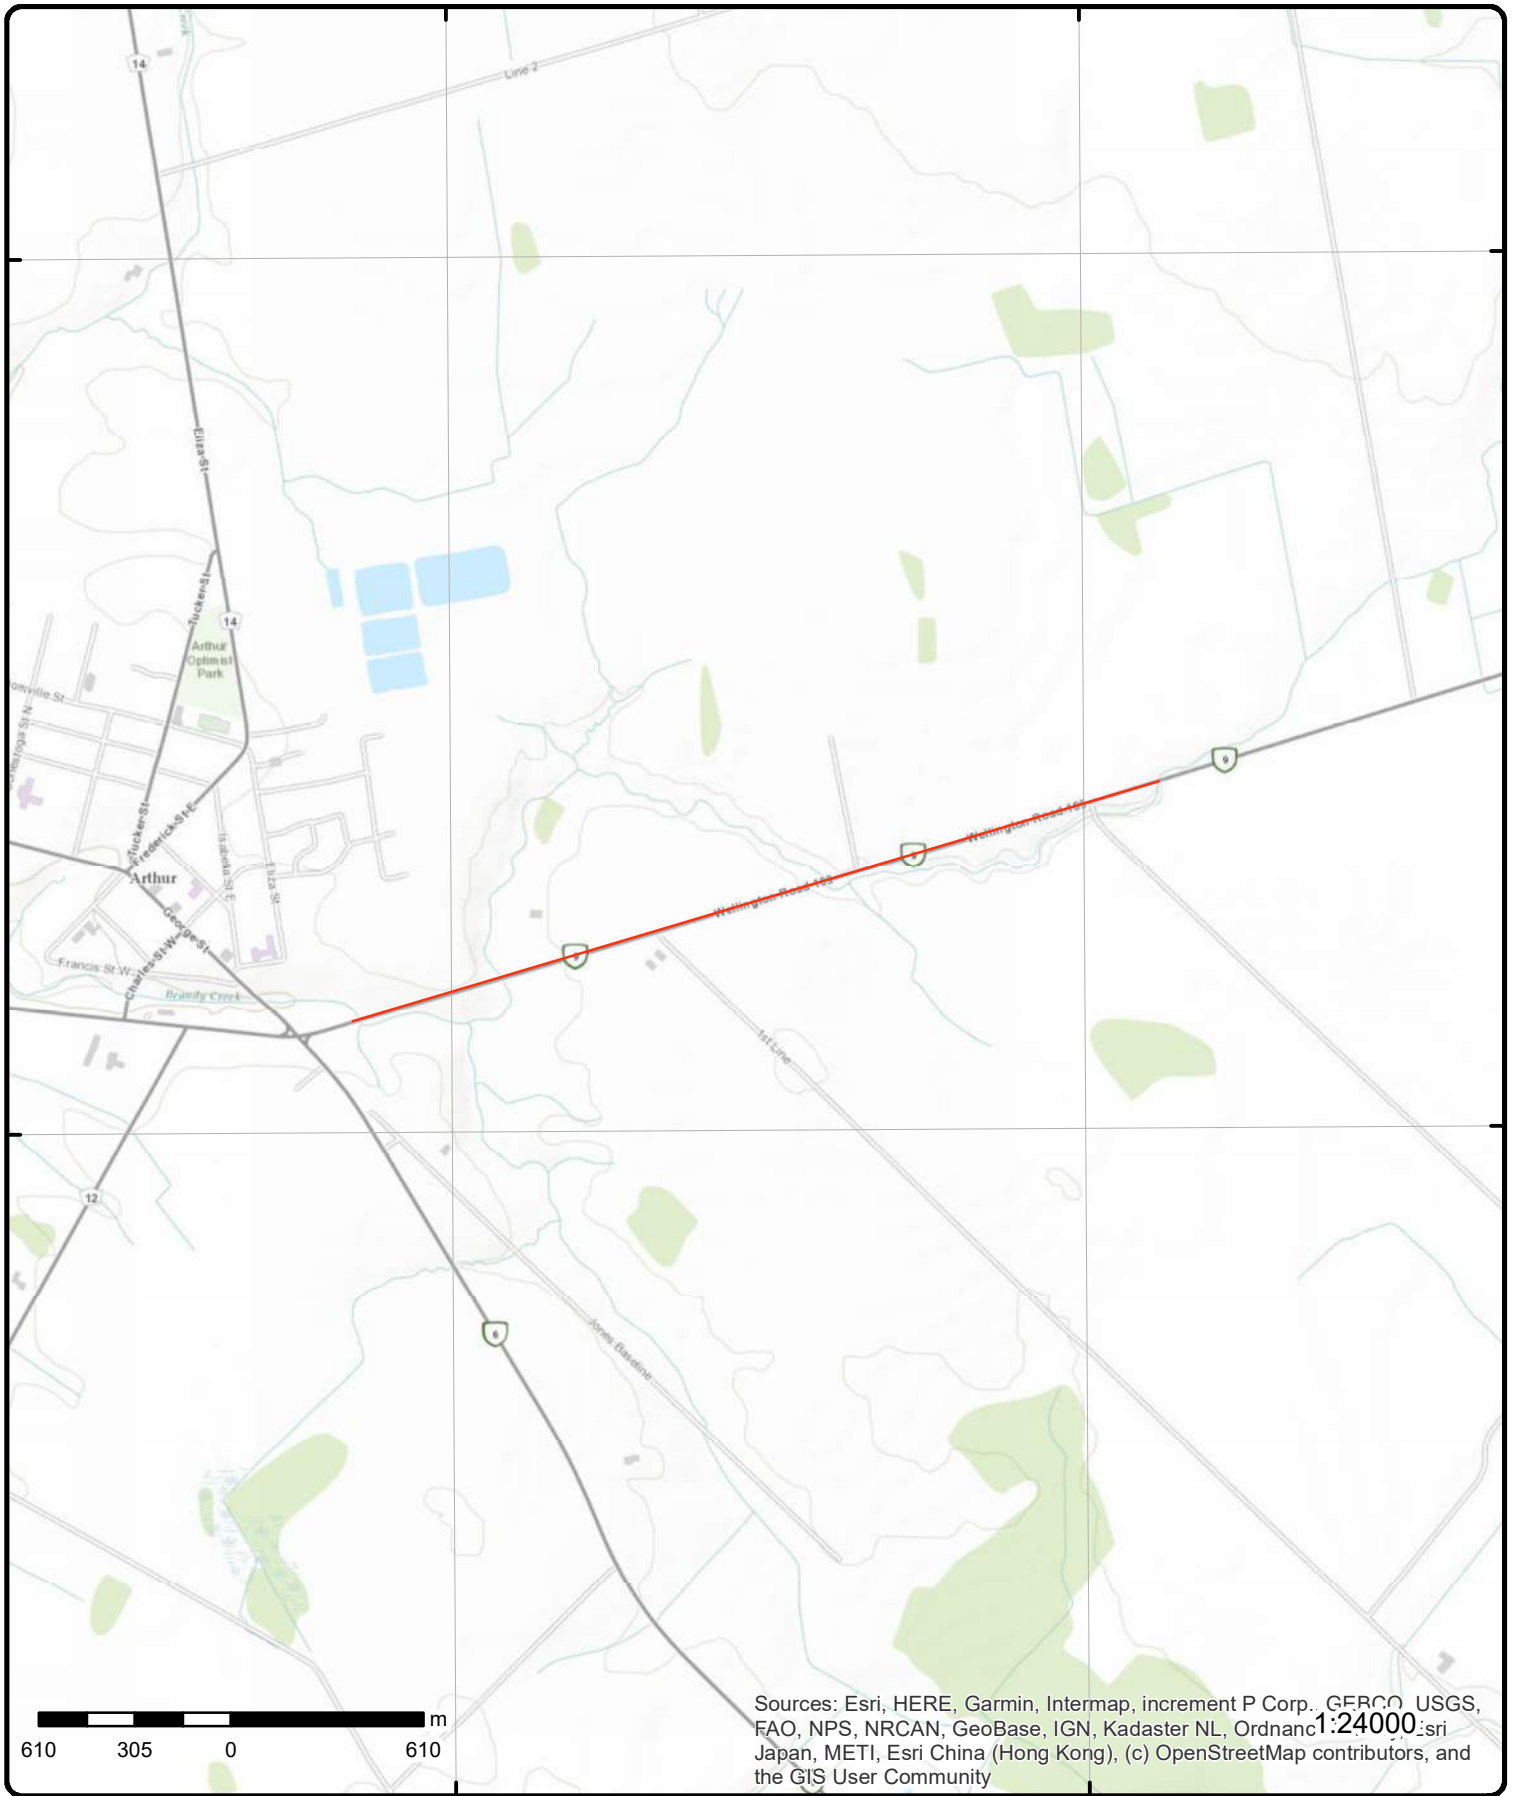 14
Line 2
Eliza St
Tucker St
14
Arthur
Optimist
Park
Tucker St
Frederick St E
Isabella St E
Eliza St
Arthur
George St
Charles St W
Francis St W
Brandy Creek
9
Wellington Road 109
9
Wellington Road 109
9
1st Line
12
6
Jones Baseline
m
610 305 0 610
Sources: Esri, HERE, Garmin, Intermap, increment P Corp., GEBCO, USGS,
FAO, NPS, NRCAN, GeoBase, IGN, Kadaster NL, Ordnanc
1:24000
Esri
Japan, METI, Esri China (Hong Kong), (c) OpenStreetMap contributors, and
the GIS User Community